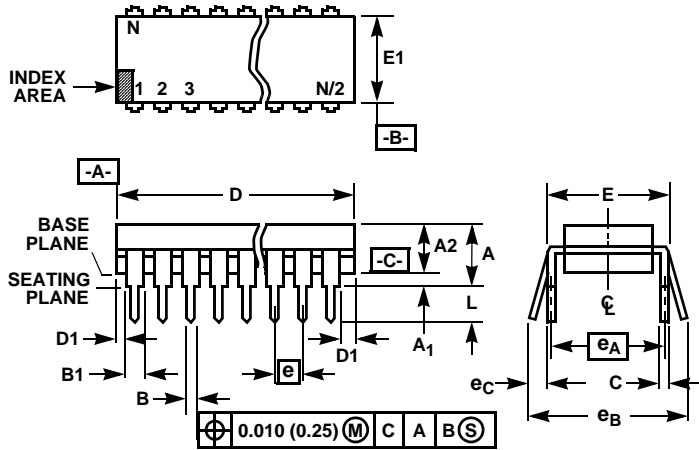 N
E1
INDEX
AREA
1 2 3 N/2
-B-
-A-
D
E
BASE
PLANE
A2
A
-C-
SEATING
PLANE
L
CL
D1
A1
D1
eA
B1
e
eC
C
B
eB
0.010 (0.25) M C A B S